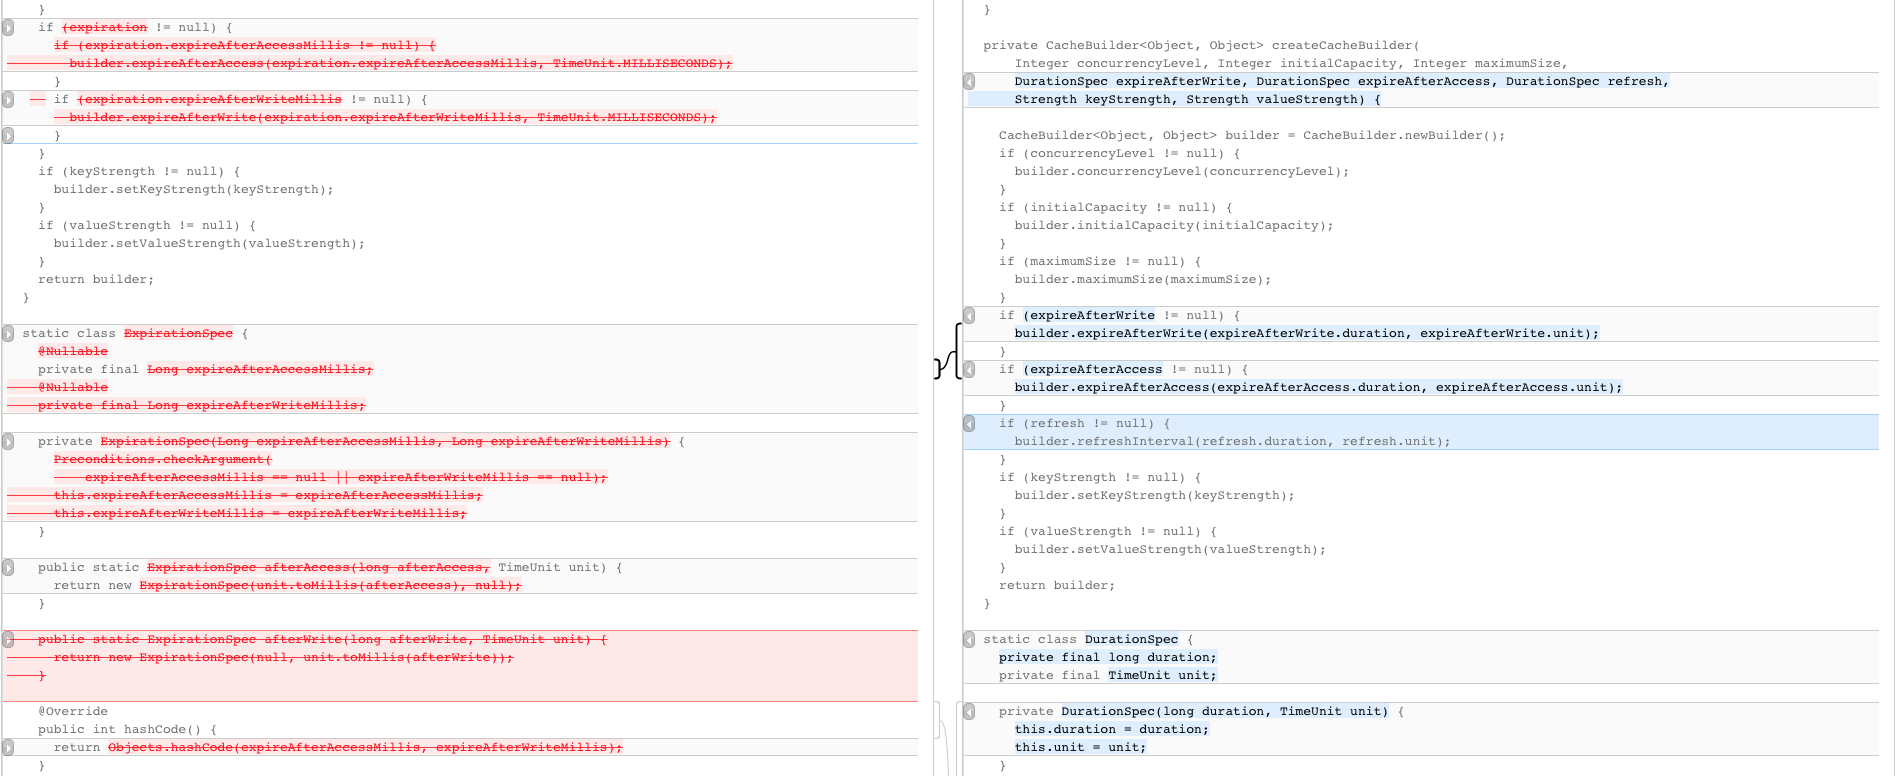 }
if (expiration != null) {
if (expiration.expireAfterAccessMillis != null) {
builder.expireAfterAccess(expiration.expireAfterAccessMillis, TimeUnit.MILLISECONDS);
}
if (expiration.expireAfterWriteMillis != null) {
builder.expireAfterWrite(expiration.expireAfterWriteMillis, TimeUnit.MILLISECONDS);
}
}
if (keyStrength != null) {
builder.setKeyStrength(keyStrength);
}
if (valueStrength != null) {
builder.setValueStrength(valueStrength);
}
return builder;
}
static class ExpirationSpec {
@Nullable
private final Long expireAfterAccessMillis;
@Nullable
private final Long expireAfterWriteMillis;
private ExpirationSpec(Long expireAfterAccessMillis, Long expireAfterWriteMillis) {
Preconditions.checkArgument(
expireAfterAccessMillis == null || expireAfterWriteMillis == null);
this.expireAfterAccessMillis = expireAfterAccessMillis;
this.expireAfterWriteMillis = expireAfterWriteMillis;
}
public static ExpirationSpec afterAccess(long afterAccess, TimeUnit unit) {
return new ExpirationSpec(unit.toMillis(afterAccess), null);
}
public static ExpirationSpec afterWrite(long afterWrite, TimeUnit unit) {
return new ExpirationSpec(null, unit.toMillis(afterWrite));
}
@Override
public int hashCode() {
return Objects.hashCode(expireAfterAccessMillis, expireAfterWriteMillis);
}
}
private CacheBuilder<Object, Object> createCacheBuilder(
Integer concurrencyLevel, Integer initialCapacity, Integer maximumSize,
DurationSpec expireAfterWrite, DurationSpec expireAfterAccess, DurationSpec refresh,
Strength keyStrength, Strength valueStrength) {
CacheBuilder<Object, Object> builder = CacheBuilder.newBuilder();
if (concurrencyLevel != null) {
builder.concurrencyLevel(concurrencyLevel);
}
if (initialCapacity != null) {
builder.initialCapacity(initialCapacity);
}
if (maximumSize != null) {
builder.maximumSize(maximumSize);
}
if (expireAfterWrite != null) {
builder.expireAfterWrite(expireAfterWrite.duration, expireAfterWrite.unit);
}
if (expireAfterAccess != null) {
builder.expireAfterAccess(expireAfterAccess.duration, expireAfterAccess.unit);
}
if (refresh != null) {
builder.refreshInterval(refresh.duration, refresh.unit);
}
if (keyStrength != null) {
builder.setKeyStrength(keyStrength);
}
if (valueStrength != null) {
builder.setValueStrength(valueStrength);
}
return builder;
}
static class DurationSpec {
private final long duration;
private final TimeUnit unit;
private DurationSpec(long duration, TimeUnit unit) {
this.duration = duration;
this.unit = unit;
}